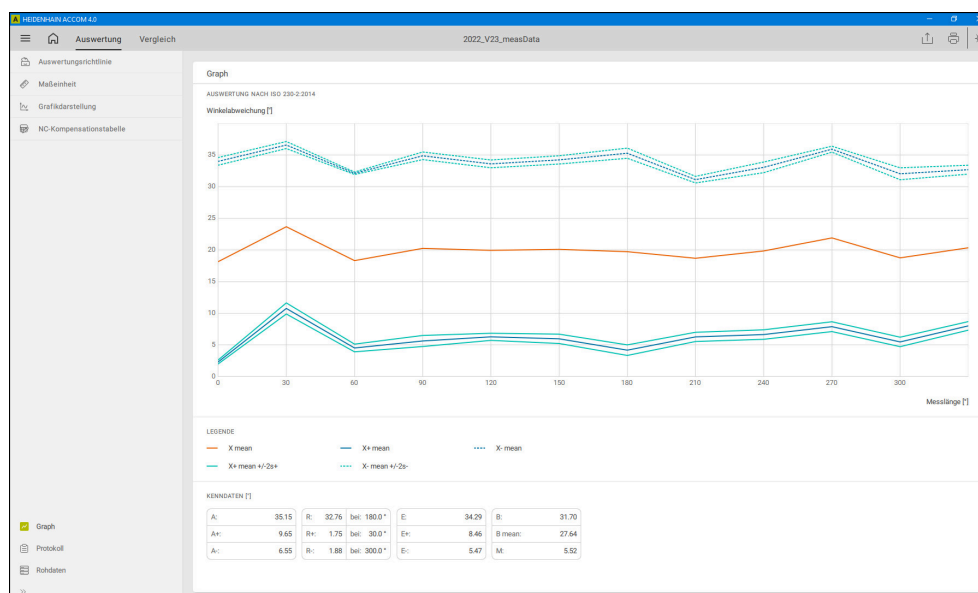 HEIDENHAIN ACCOM 4.0
Auswertung Vergleich 2022_V23_measData
Auswertungsrichtlinie
Maßeinheit
Grafikdarstellung
NC-Kompensationstabelle
Graph
AUSWERTUNG NACH ISO 230-2:2014
Winkelabweichung ["]
35
30
25
20
15
10
5
0
0 30 60 90 120 150 180 210 240 270 300
Messlänge [°]
LEGENDE
X mean X+ mean X- mean
X+ mean +/-2s+ X- mean +/-2s-
KENNDATEN ["]
A: 35.15 R: 32.76 bei: 180.0 ° E: 34.29 B: 31.70
A+: 9.65 R+: 1.75 bei: 30.0 ° E+: 8.46 B mean: 27.64
A-: 6.55 R-: 1.88 bei: 300.0 ° E-: 5.47 M: 5.52
Graph
Protokoll
Rohdaten